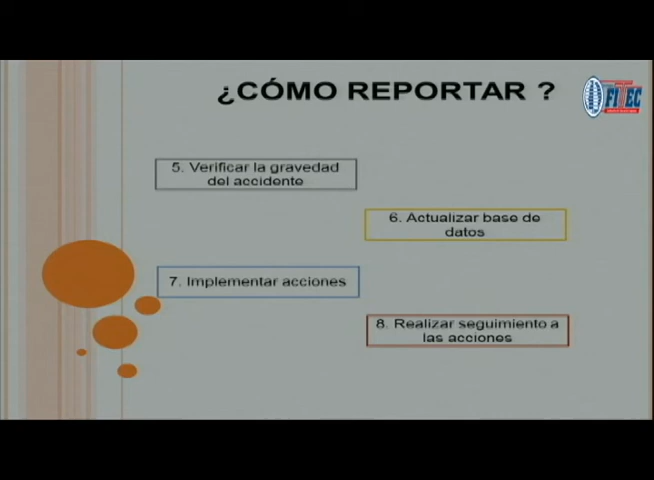 ¿CÓMO REPORTAR ?
FITEC
5. Verificar la gravedad
del accidente
6. Actualizar base de
datos
7. Implementar acciones
8. Realizar seguimiento a
las acciones